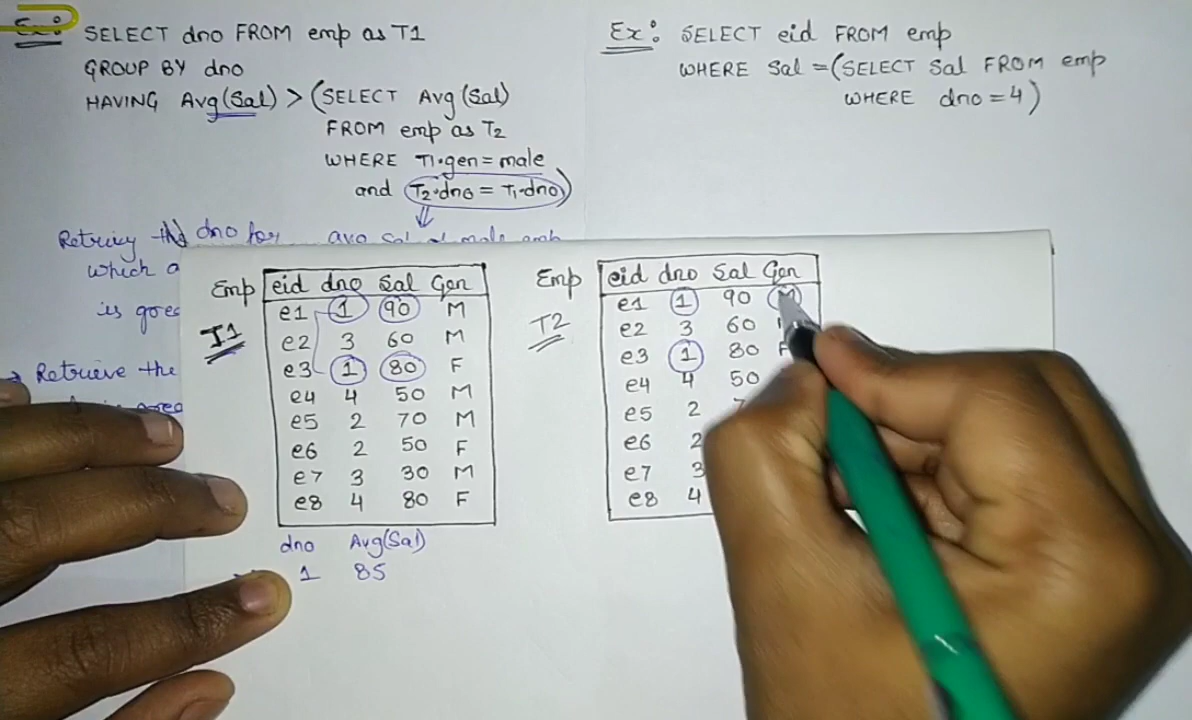 Ex: SELECT dno FROM emp as T1
GROUP BY dno
HAVING Avg(Sal) > (SELECT Avg(Sal)
FROM emp as T2
WHERE T1.gen = male
and T2.dno = T1.dno)
Ex: SELECT eid FROM emp
WHERE Sal = (SELECT Sal FROM emp
WHERE dno = 4)
dno for
which
is
Retrieve the
Emp
T1
eid dno Sal Gen
e1 1 90 M
e2 3 60 M
e3 1 80 F
e4 4 50 M
e5 2 70 M
e6 2 50 F
e7 3 30 M
e8 4 80 F
dno Avg(Sal)
1 85
Emp
T2
eid dno Sal Gen
e1 1 90 M
e2 3 60
e3 1 80 F
e4 4 50
e5 2
e6 2
e7 3
e8 4